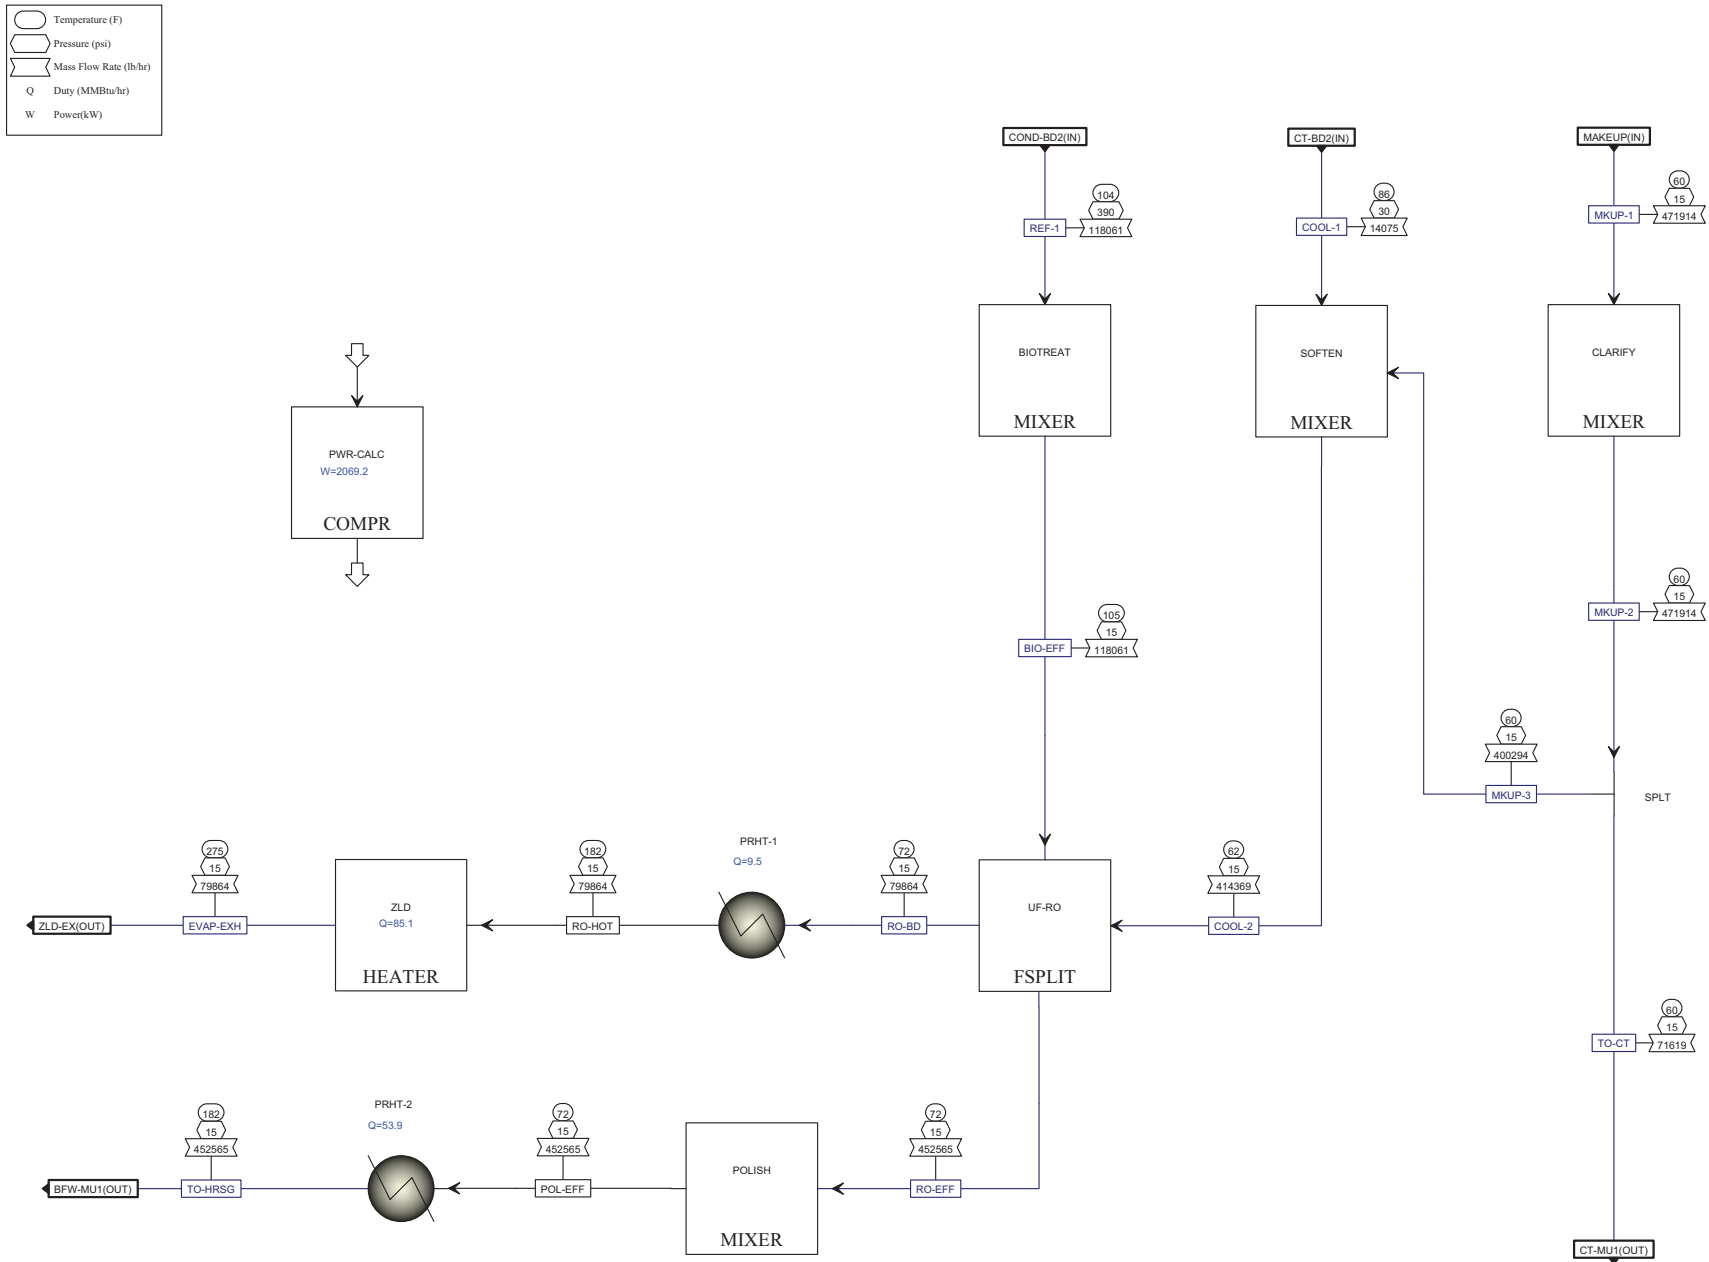 Temperature (F)
Pressure (psi)
Mass Flow Rate (lb/hr)
Q Duty (MMBtu/hr)
W Power(kW)
COND-BD2(IN)
CT-BD2(IN)
MAKEUP(IN)
104
390
REF-1
118061
86
30
COOL-1
14075
60
15
MKUP-1
471914
BIOTREAT
MIXER
SOFTEN
MIXER
CLARIFY
MIXER
PWR-CALC
W=2069.2
COMPR
105
15
BIO-EFF
118061
60
15
MKUP-2
471914
60
15
400294
MKUP-3
SPLT
275
15
79864
EVAP-EXH
ZLD-EX(OUT)
ZLD
Q=85.1
HEATER
182
15
79864
RO-HOT
PRHT-1
Q=9.5
72
15
79864
RO-BD
UF-RO
FSPLIT
62
15
414369
COOL-2
60
15
TO-CT
71619
182
15
452565
TO-HRSG
BFW-MU1(OUT)
PRHT-2
Q=53.9
72
15
452565
POL-EFF
POLISH
MIXER
72
15
452565
RO-EFF
CT-MU1(OUT)